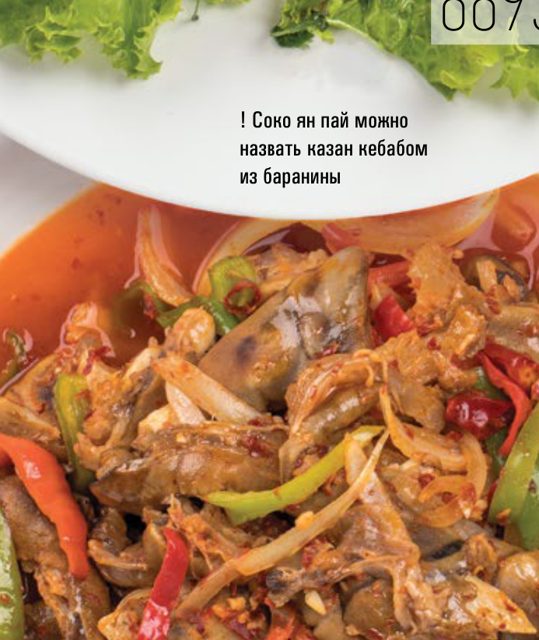 ! Соко ян пай можно
назвать казан кебабом
из баранины